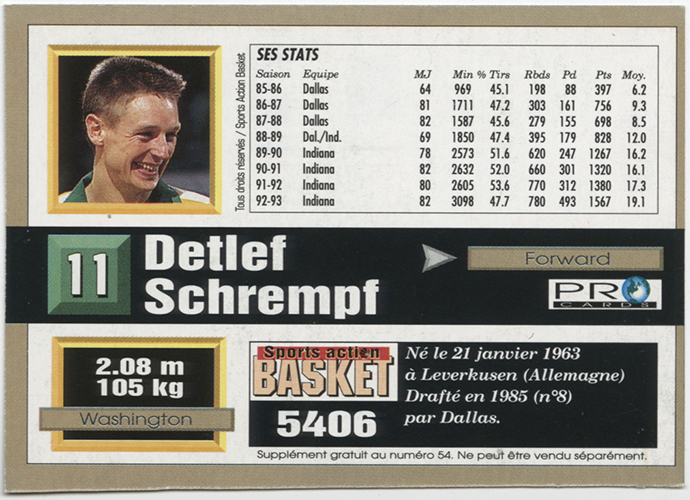 SES STATS
Saison Equipe MJ Min % Tirs Rbds Pd Pts Moy.
85-86 Dallas 64 969 45.1 198 88 397 6.2
86-87 Dallas 81 1711 47.2 303 161 756 9.3
87-88 Dallas 82 1587 45.6 279 155 698 8.5
88-89 Dal./Ind. 69 1850 47.4 395 179 828 12.0
89-90 Indiana 78 2573 51.6 620 247 1267 16.2
90-91 Indiana 82 2632 52.0 660 301 1320 16.1
91-92 Indiana 80 2605 53.6 770 312 1380 17.3
92-93 Indiana 82 3098 47.7 780 493 1567 19.1
Tous droits réservés / Sports Action Basket
11
Detlef
Schrempf
Forward
PRO
CARDS
2.08 m
105 kg
Washington
Sports action
BASKET
5406
Né le 21 janvier 1963
à Leverkusen (Allemagne)
Drafté en 1985 (n°8)
par Dallas.
Supplément gratuit au numéro 54. Ne peut être vendu séparément.